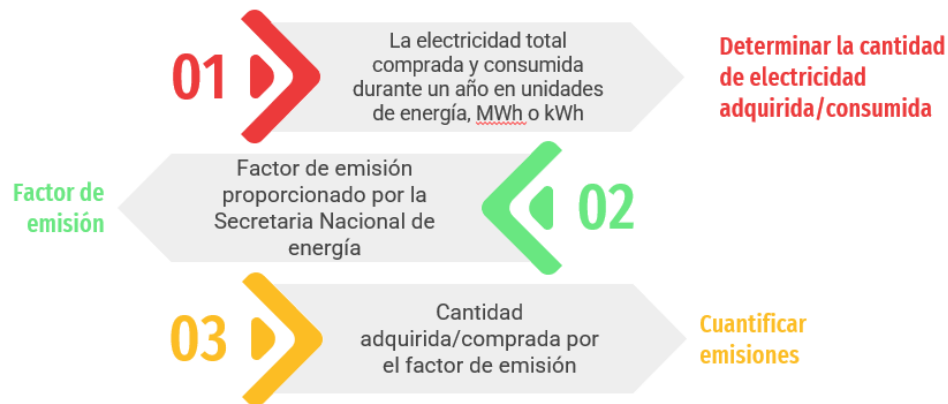 01
La electricidad total
comprada y consumida
durante un año en unidades
de energía, MWh o kWh
Determinar la cantidad
de electricidad
adquirida/consumida
Factor de
emisión
Factor de emisión
proporcionado por la
Secretaria Nacional de
energía
02
03
Cantidad
adquirida/comprada por
el factor de emisión
Cuantificar
emisiones